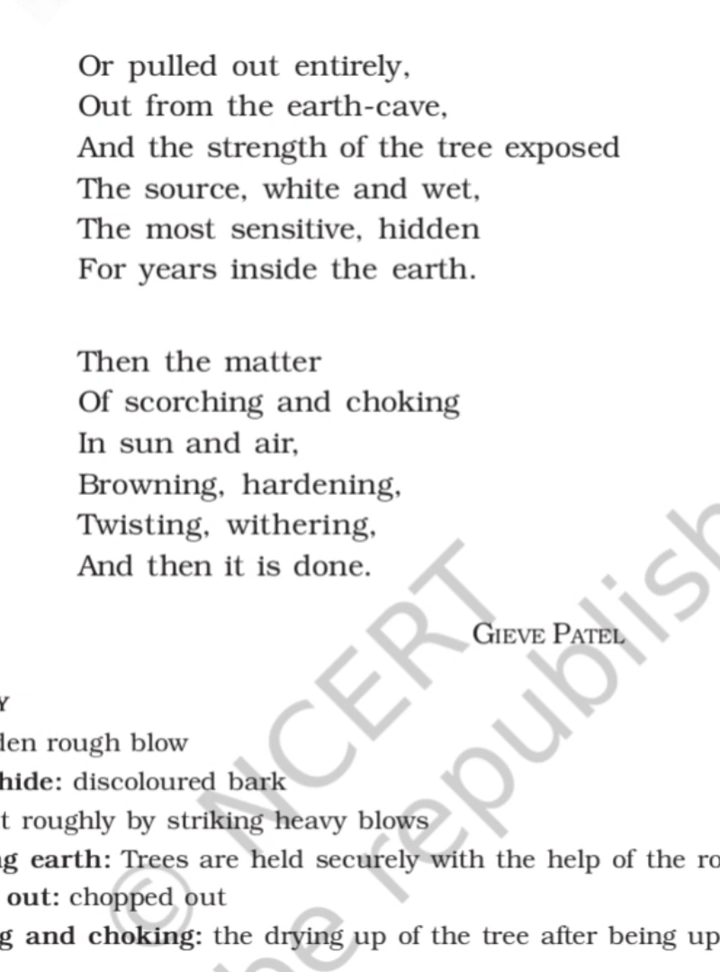 Or pulled out entirely,
Out from the earth-cave,
And the strength of the tree exposed
The source, white and wet,
The most sensitive, hidden
For years inside the earth.
Then the matter
Of scorching and choking
In sun and air,
Browning, hardening,
Twisting, withering,
And then it is done.
GIEVE PATEL
rough blow
hide: discoloured bark
roughly by striking heavy blows
earth: Trees are held securely with the help of the
out: chopped out
and choking: the drying up of the tree after being
© NCERT
be republish